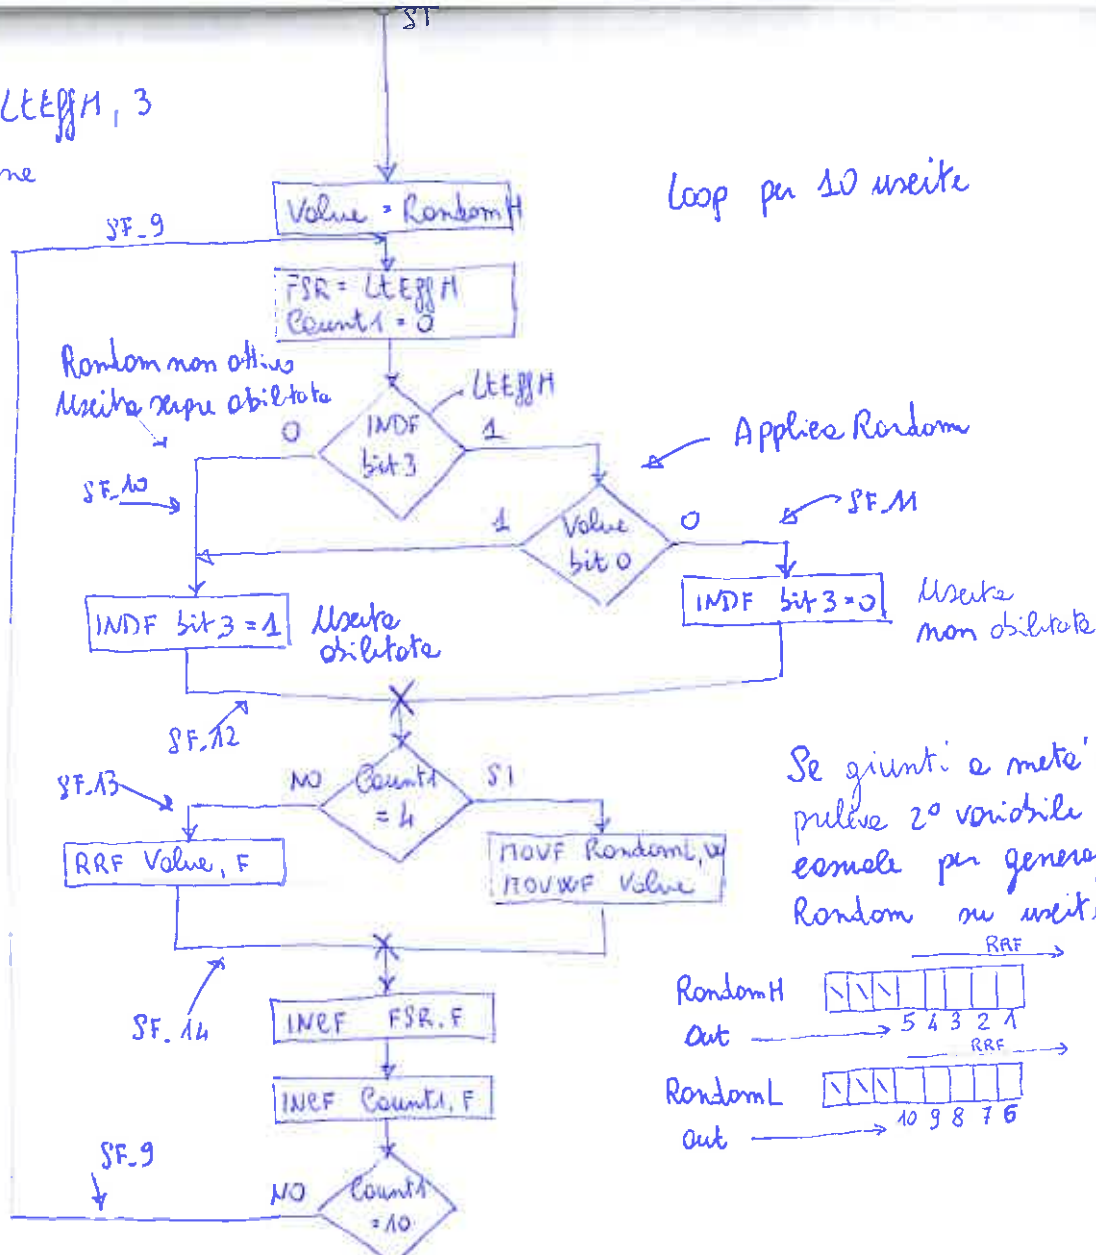 SI
LtEffH, 3
ne
Loop per 10 uscite
Value = RandomH
SF_9
FSR = LtEffH
Count1 = 0
Random non attivo
Uscita sempre abilitata
LtEffH
0
INDF
bit 3
1
Applica Random
SF_10
SF_11
1
Value
bit 0
0
INDF bit 3 = 1
Uscita
abilitata
INDF bit 3 = 0
Uscita
non abilitata
SF_12
SF_13
NO
Count1
= 4
SI
Se giunti a metà
preleva 2° variabile
casuale per genera
Random su uscit
RRF Value, F
MOVF RandomL, W
MOVWF Value
RRF
RandomH
Out
5 4 3 2 1
SF_14
INCF FSR, F
RRF
RandomL
Out
10 9 8 7 6
INCF Count1, F
SF_9
NO
Count1
= 10